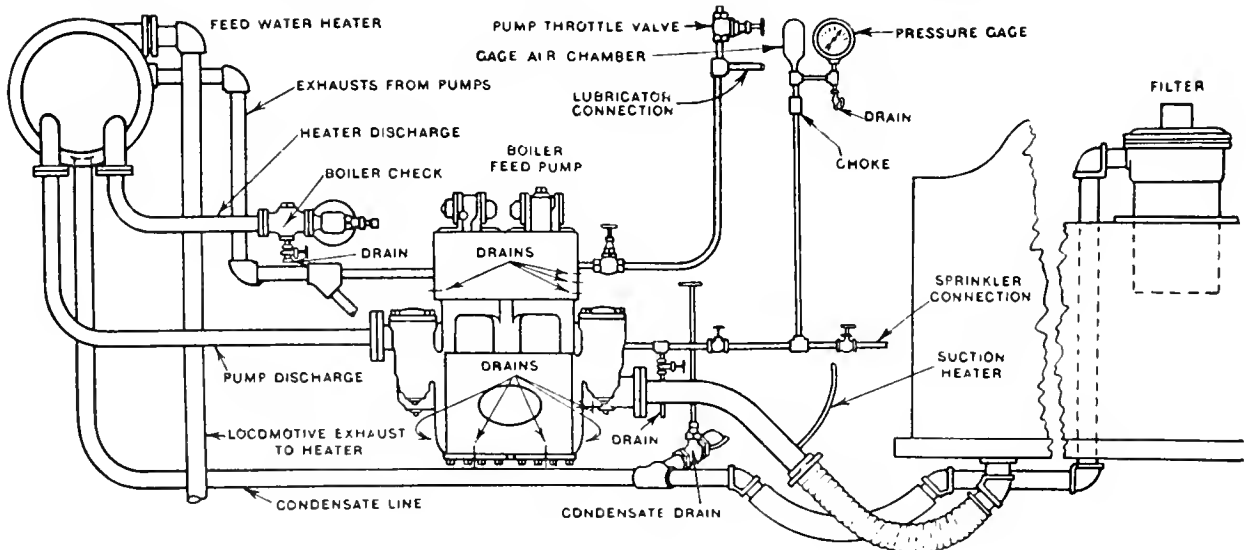 FEED WATER HEATER
PUMP THROTTLE VALVE
GAGE AIR CHAMBER
PRESSURE GAGE
EXHAUSTS FROM PUMPS
LUBRICATOR
CONNECTION
FILTER
HEATER DISCHARGE
DRAIN
BOILER
FEED PUMP
CHOKE
BOILER CHECK
DRAIN
DRAINS
SPRINKLER
CONNECTION
PUMP DISCHARGE
DRAINS
SUCTION
HEATER
LOCOMOTIVE EXHAUST
TO HEATER
DRAIN
CONDENSATE LINE
CONDENSATE DRAIN